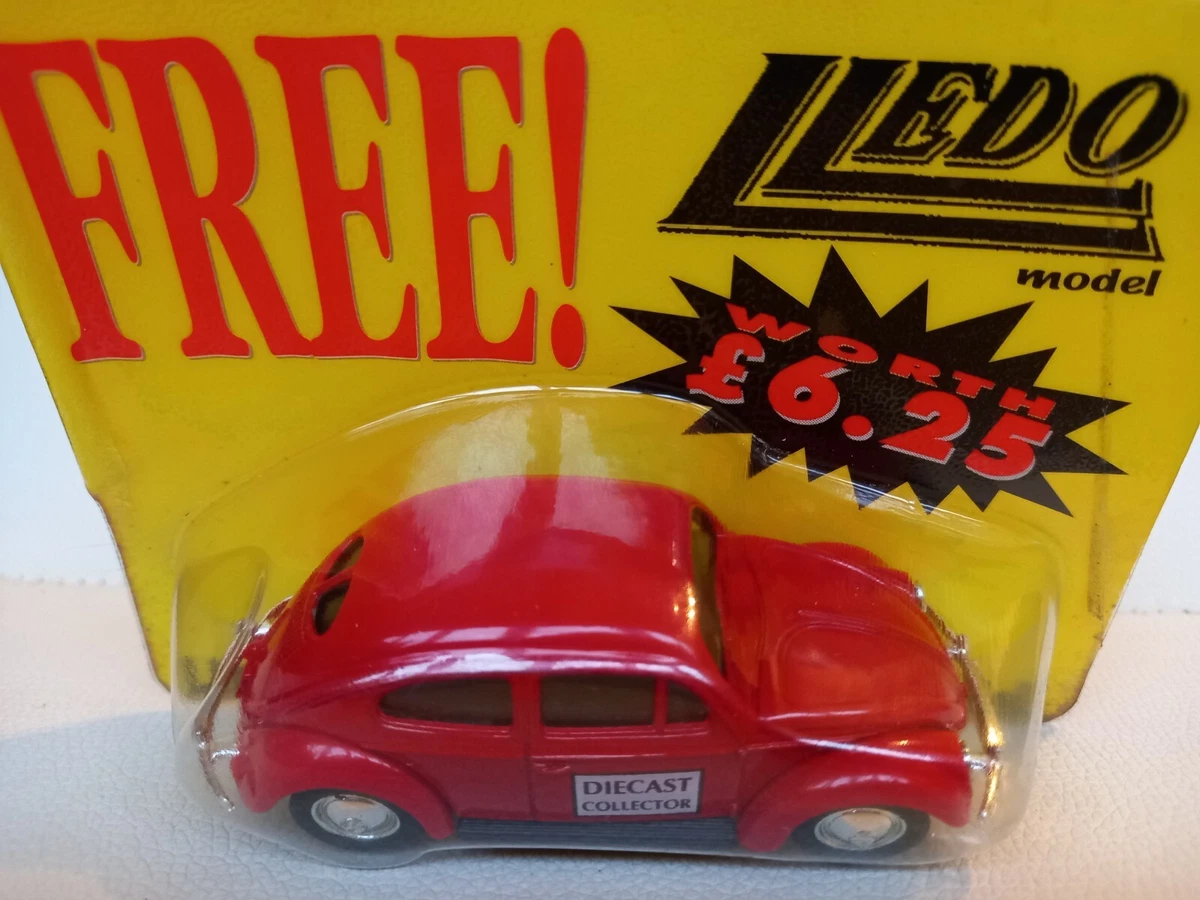 FREE!
LLEDO
model
WORTH
£6.25
DIECAST
COLLECTOR